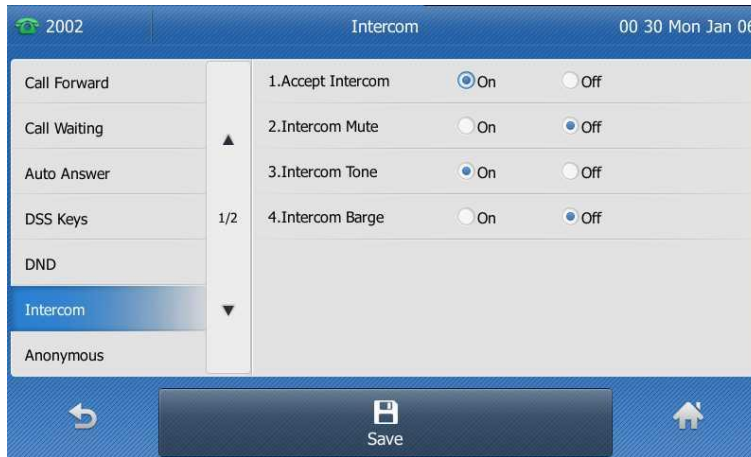 2002
Intercom
00 30 Mon Jan 06
Call Forward
Call Waiting
Auto Answer
DSS Keys
DND
Intercom
Anonymous
1/2
1.Accept Intercom On Off
2.Intercom Mute On Off
3.Intercom Tone On Off
4.Intercom Barge On Off
Save